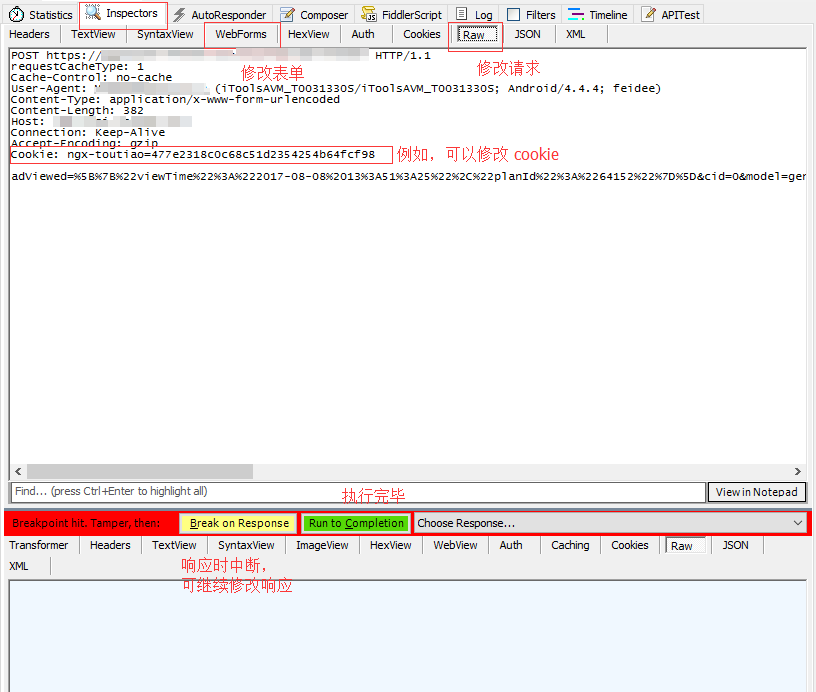 Statistics Inspectors AutoResponder Composer FiddlerScript Log Filters Timeline APITest
Headers TextView SyntaxView WebForms HexView Auth Cookies Raw JSON XML
POST https:// HTTP/1.1
requestCacheType: 1
修改表单
修改请求
Cache-Control: no-cache
User-Agent: (iToolsAVM_T0031330S/iToolsAVM_T0031330S; Android/4.4.4; feidee)
Content-Type: application/x-www-form-urlencoded
Content-Length: 382
Host:
Connection: Keep-Alive
Accept-Encoding: gzip
Cookie: ngx-toutiao=477e2318c0c68c51d2354254b64fcf98
例如，可以修改 cookie
adViewed=%5B%7B%22viewTime%22%3A%222017-08-08%2013%3A51%3A25%22%2C%22planId%22%3A%2264152%22%7D%5D&cid=0&model=ger
Find... (press Ctrl+Enter to highlight all)
执行完毕
View in Notepad
Breakpoint hit. Tamper, then: Break on Response Run to Completion Choose Response...
Transformer Headers TextView SyntaxView ImageView HexView WebView Auth Caching Cookies Raw JSON
XML
响应时中断，
可继续修改响应